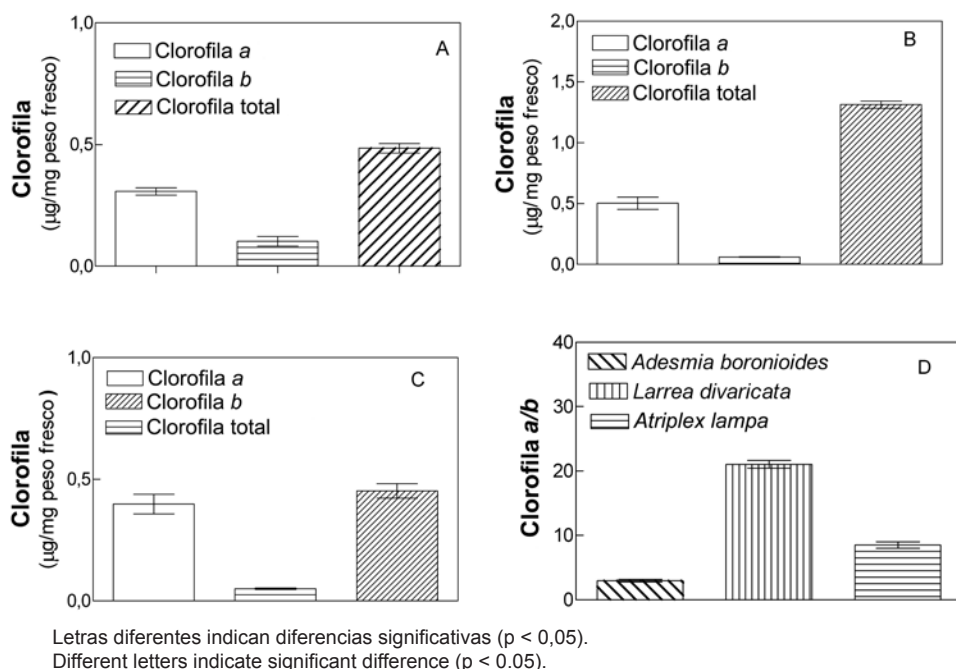 1,0
0,5
0,0
Clorofila
(µg/mg peso fresco)
A
Clorofila a
Clorofila b
Clorofila total
2,0
1,5
1,0
0,5
0,0
Clorofila
(µg/mg peso fresco)
B
Clorofila a
Clorofila b
Clorofila total
1,0
0,5
0,0
Clorofila
(µg/mg peso fresco)
C
Clorofila a
Clorofila b
Clorofila total
40
30
20
10
0
Clorofila a/b
D
Adesmia boronioides
Larrea divaricata
Atriplex lampa
Letras diferentes indican diferencias significativas (p < 0,05).
Different letters indicate significant difference (p < 0.05).